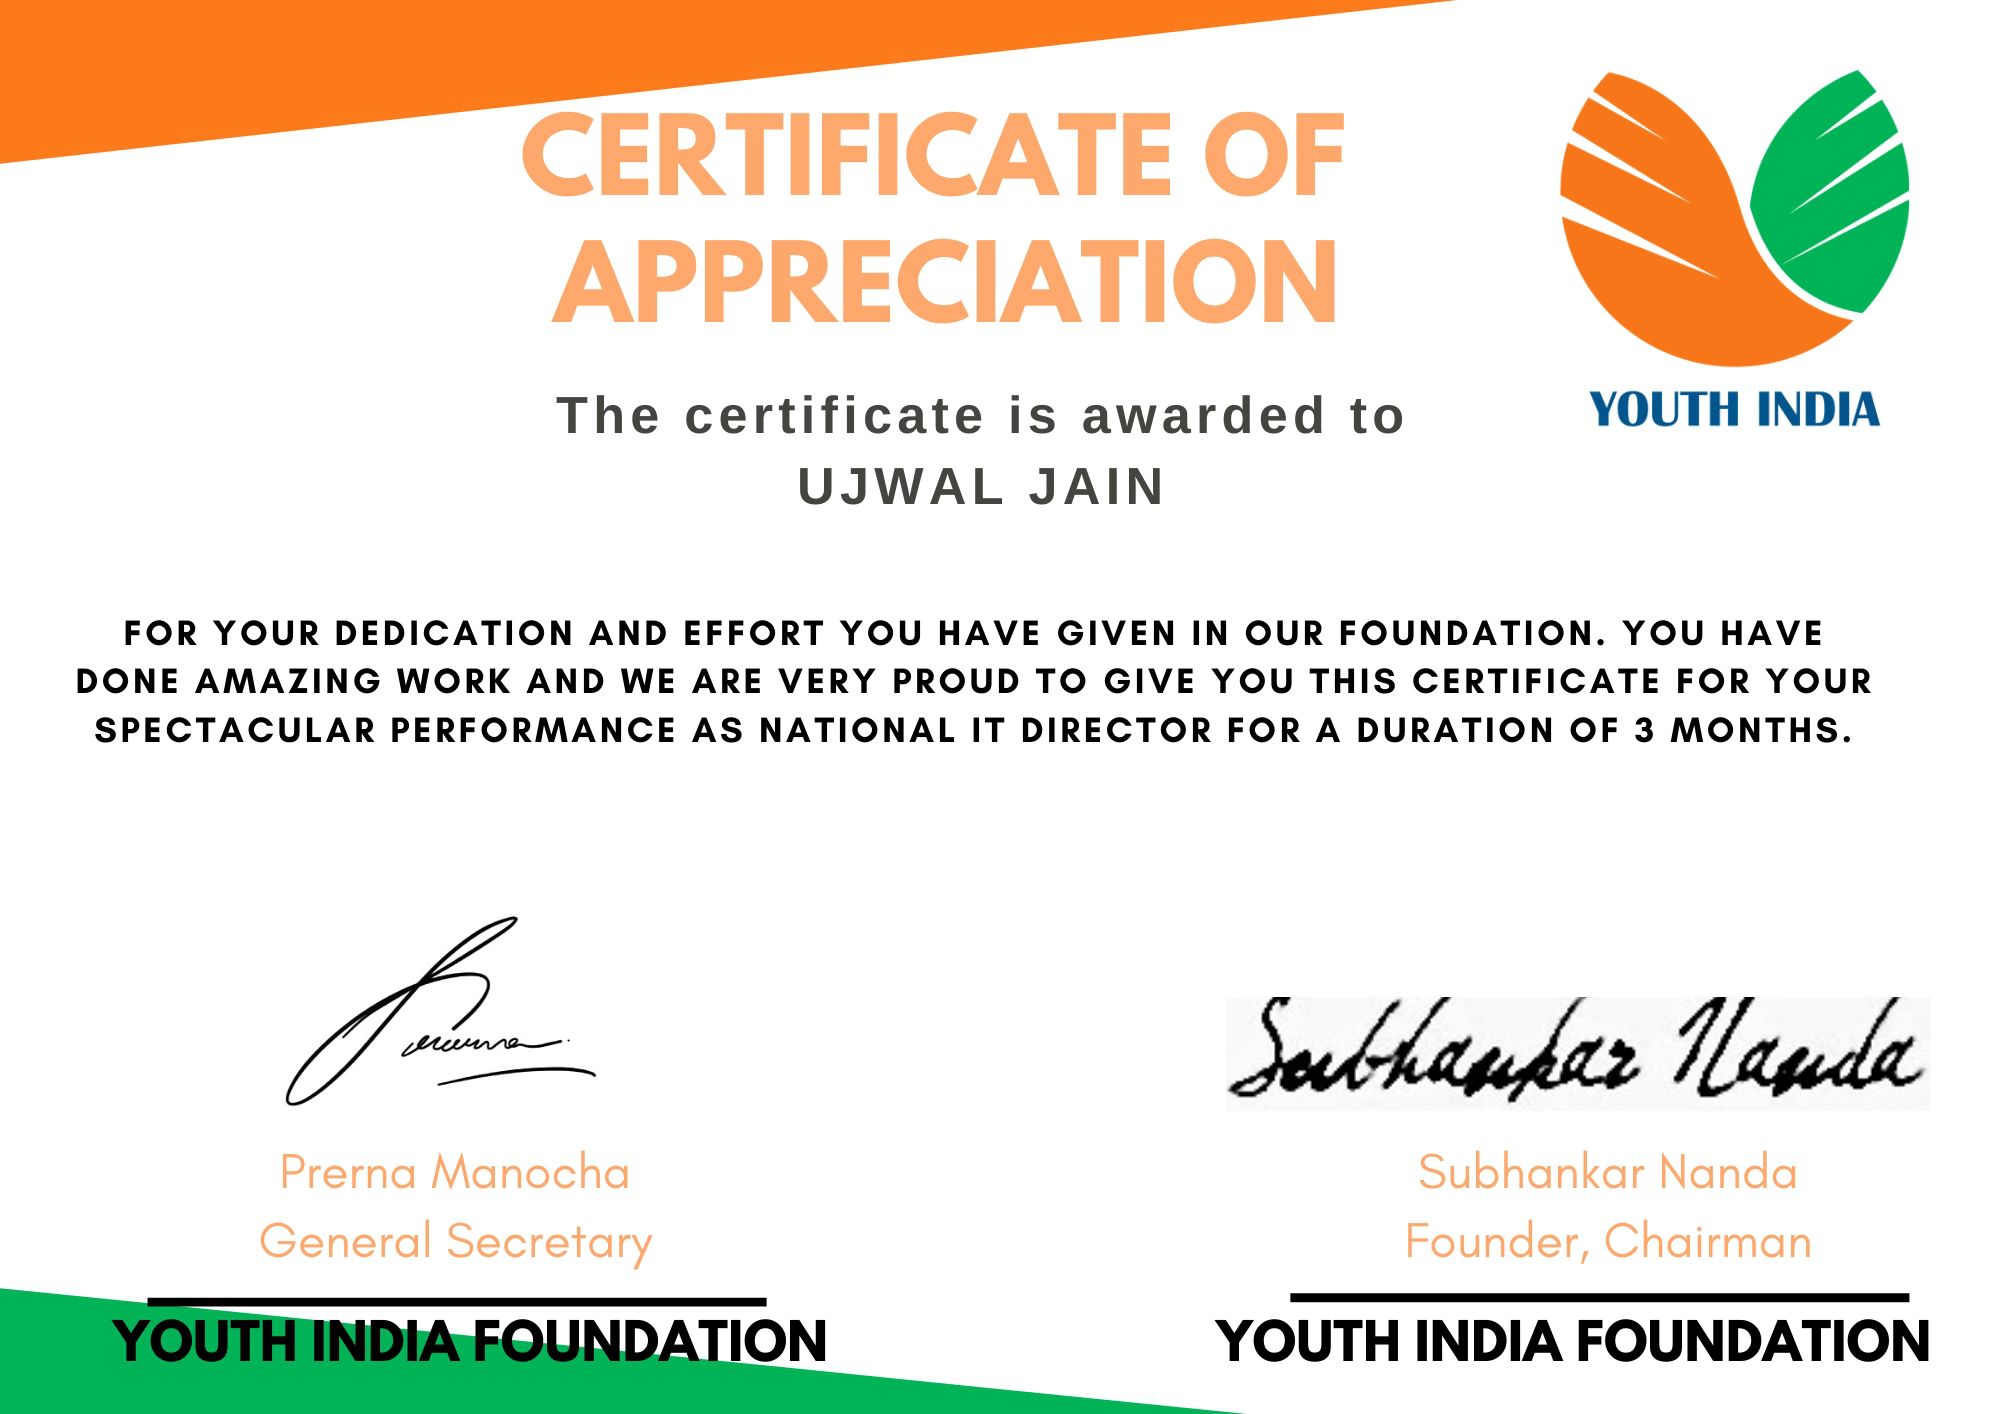 CERTIFICATE OF
APPRECIATION
YOUTH INDIA
The certificate is awarded to
UJWAL JAIN
FOR YOUR DEDICATION AND EFFORT YOU HAVE GIVEN IN OUR FOUNDATION. YOU HAVE
DONE AMAZING WORK AND WE ARE VERY PROUD TO GIVE YOU THIS CERTIFICATE FOR YOUR
SPECTACULAR PERFORMANCE AS NATIONAL IT DIRECTOR FOR A DURATION OF 3 MONTHS.
Subhankar Nanda
Prerna Manocha
General Secretary
YOUTH INDIA FOUNDATION
Subhankar Nanda
Founder, Chairman
YOUTH INDIA FOUNDATION